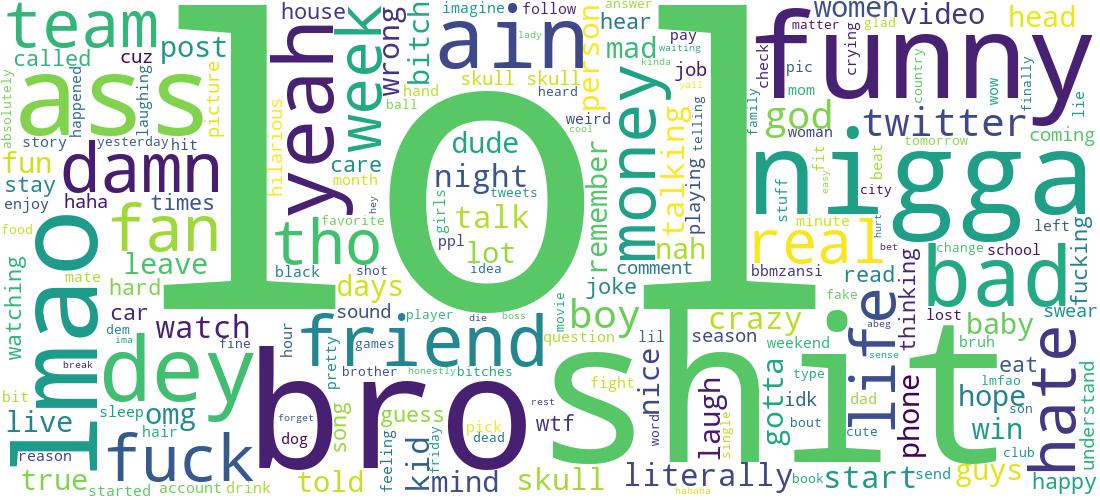 lol
shit
bro
funny
nigga
ass
lmao
ain
yeah
damn
fuck
dey
friend
real
bad
money
life
hate
team
fan
week
tho
twitter
literally
start
crazy
boy
god
women
video
head
house
imagine
follow
answer
matter
glad
called
cuz
post
wrong
bitch
lady
person
hear
mad
pay
waiting
kinda
job
yall
check
pic
mom
crying
country
wow
finally
lie
absolutely
happened
laughing
picture
hilarious
skull skull
heard
hand
ball
weird
cool
family
woman
coming
story
yesterday
hit
fun
stay
enjoy
haha
times
care
month
hey
favorite
dude
night
tweets
girls
talk
ppl
lot
idea
remember
talking
playing
telling
nah
comment
joke
stuff
fit
easy
beat
tomorrow
city
minute
hurt
bet
left
bbmzansi
read
change
school
fucking
food
mate
leave
hard
black
shot
days
watching
car
dem
ima
watch
fine
sound
player
die
boss
movie
question
lil
season
weekend
fake
abeg
thinking
lost
baby
swear
break
hour
games
pretty
brother
honestly
bitches
fight
nice
sense
bruh
eat
lmfao
hope
son
bit
live
reason
sleep
omg
hair
forget
dog
song
guess
pick
dead
rest
wtf
word
laugh
single
gotta
type
idk
bout
dad
cute
phone
win
club
understand
true
started
account
drink
told
feeling
kid
friday
mind
skull
hahaha
book
send
guys
happy